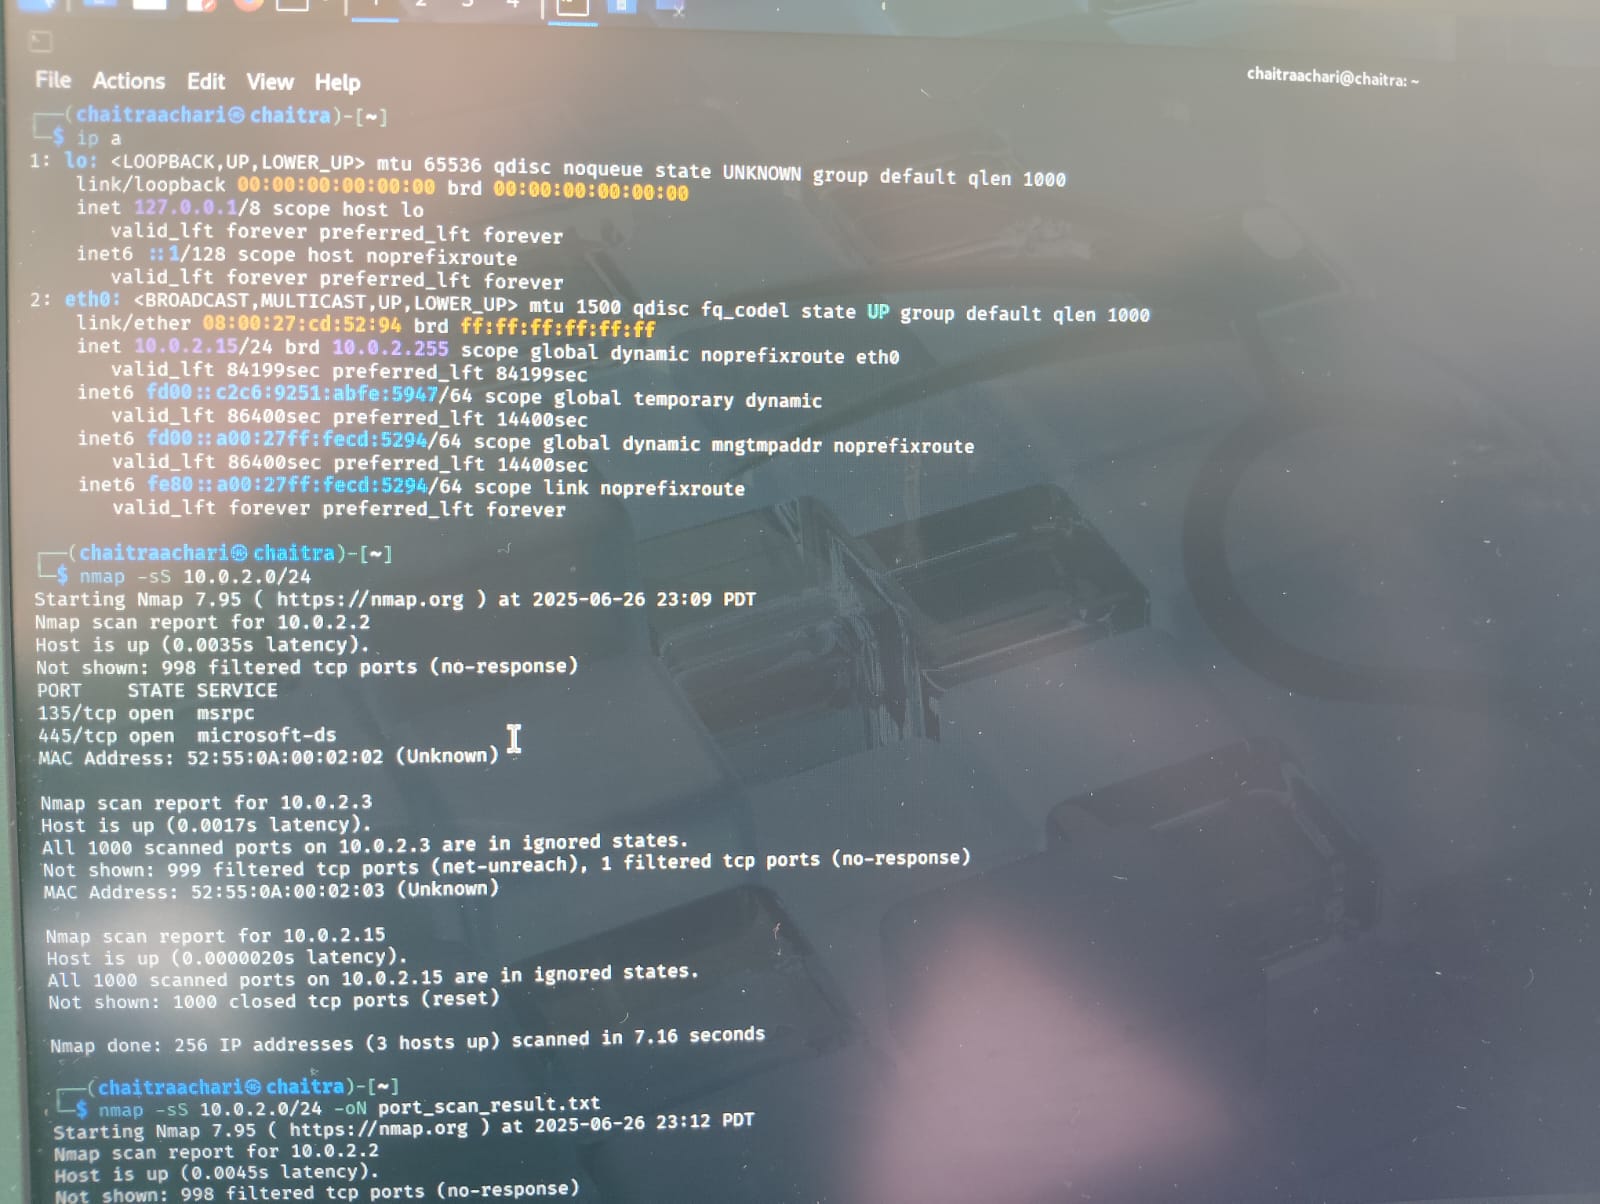 1 2 3 4
chaitraachari@chaitra: ~
File Actions Edit View Help
┌──(chaitraachari㉿chaitra)-[~]
└─$ ip a
1: lo: <LOOPBACK,UP,LOWER_UP> mtu 65536 qdisc noqueue state UNKNOWN group default qlen 1000
link/loopback 00:00:00:00:00:00 brd 00:00:00:00:00:00
inet 127.0.0.1/8 scope host lo
valid_lft forever preferred_lft forever
inet6 ::1/128 scope host noprefixroute
valid_lft forever preferred_lft forever
2: eth0: <BROADCAST,MULTICAST,UP,LOWER_UP> mtu 1500 qdisc fq_codel state UP group default qlen 1000
link/ether 08:00:27:cd:52:94 brd ff:ff:ff:ff:ff:ff
inet 10.0.2.15/24 brd 10.0.2.255 scope global dynamic noprefixroute eth0
valid_lft 84199sec preferred_lft 84199sec
inet6 fd00::c2c6:9251:abfe:5947/64 scope global temporary dynamic
valid_lft 86400sec preferred_lft 14400sec
inet6 fd00::a00:27ff:fecd:5294/64 scope global dynamic mngtmpaddr noprefixroute
valid_lft 86400sec preferred_lft 14400sec
inet6 fe80::a00:27ff:fecd:5294/64 scope link noprefixroute
valid_lft forever preferred_lft forever
┌──(chaitraachari㉿chaitra)-[~]
└─$ nmap -sS 10.0.2.0/24
Starting Nmap 7.95 ( https://nmap.org ) at 2025-06-26 23:09 PDT
Nmap scan report for 10.0.2.2
Host is up (0.0035s latency).
Not shown: 998 filtered tcp ports (no-response)
PORT STATE SERVICE
135/tcp open msrpc
445/tcp open microsoft-ds
MAC Address: 52:55:0A:00:02:02 (Unknown)
Nmap scan report for 10.0.2.3
Host is up (0.0017s latency).
All 1000 scanned ports on 10.0.2.3 are in ignored states.
Not shown: 999 filtered tcp ports (net-unreach), 1 filtered tcp ports (no-response)
MAC Address: 52:55:0A:00:02:03 (Unknown)
Nmap scan report for 10.0.2.15
Host is up (0.0000020s latency).
All 1000 scanned ports on 10.0.2.15 are in ignored states.
Not shown: 1000 closed tcp ports (reset)
Nmap done: 256 IP addresses (3 hosts up) scanned in 7.16 seconds
┌──(chaitraachari㉿chaitra)-[~]
└─$ nmap -sS 10.0.2.0/24 -oN port_scan_result.txt
Starting Nmap 7.95 ( https://nmap.org ) at 2025-06-26 23:12 PDT
Nmap scan report for 10.0.2.2
Host is up (0.0045s latency).
Not shown: 998 filtered tcp ports (no-response)